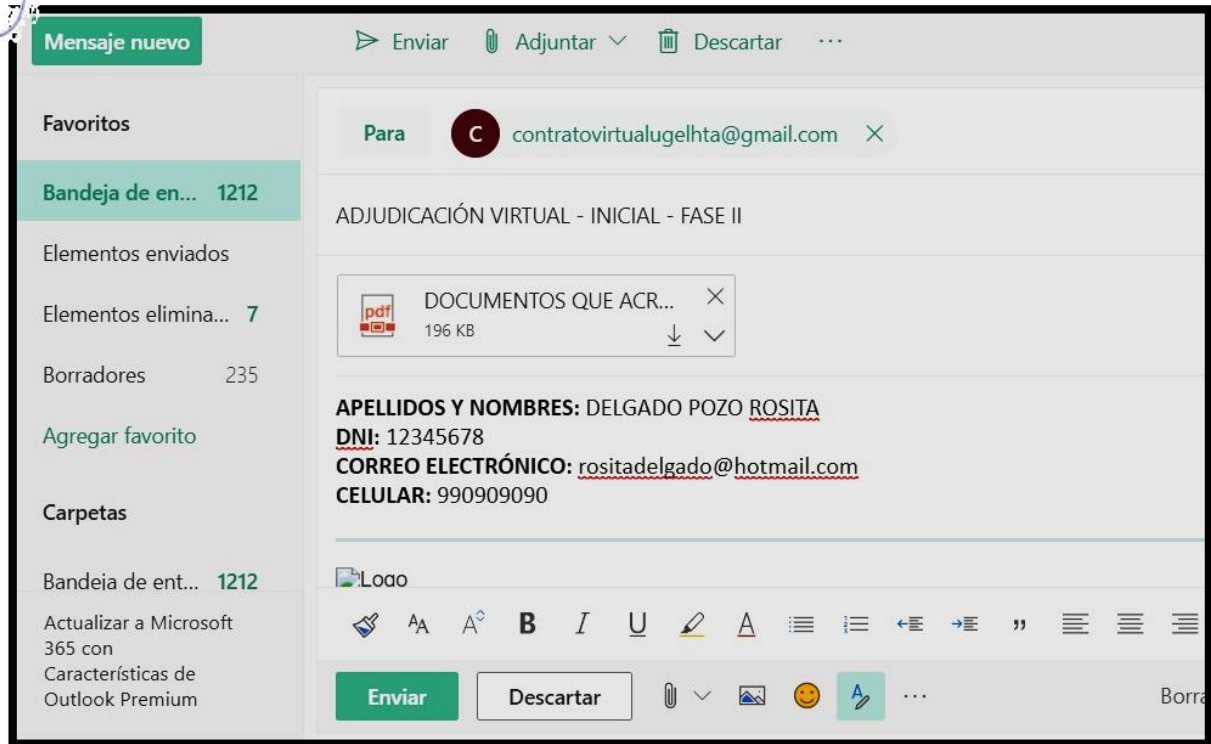 Mensaje nuevo
Enviar Adjuntar Descartar ...
Favoritos
Bandeja de en... 1212
Elementos enviados
Elementos elimina... 7
Borradores 235
Agregar favorito
Carpetas
Bandeja de ent... 1212
Actualizar a Microsoft
365 con
Características de
Outlook Premium
Para C contratovirtualugelhta@gmail.com
ADJUDICACIÓN VIRTUAL - INICIAL - FASE II
pdf DOCUMENTOS QUE ACR...
196 KB
APELLIDOS Y NOMBRES: DELGADO POZO ROSITA
DNI: 12345678
CORREO ELECTRÓNICO: rositadelgado@hotmail.com
CELULAR: 990909090
Logo
Enviar Descartar ... Borra